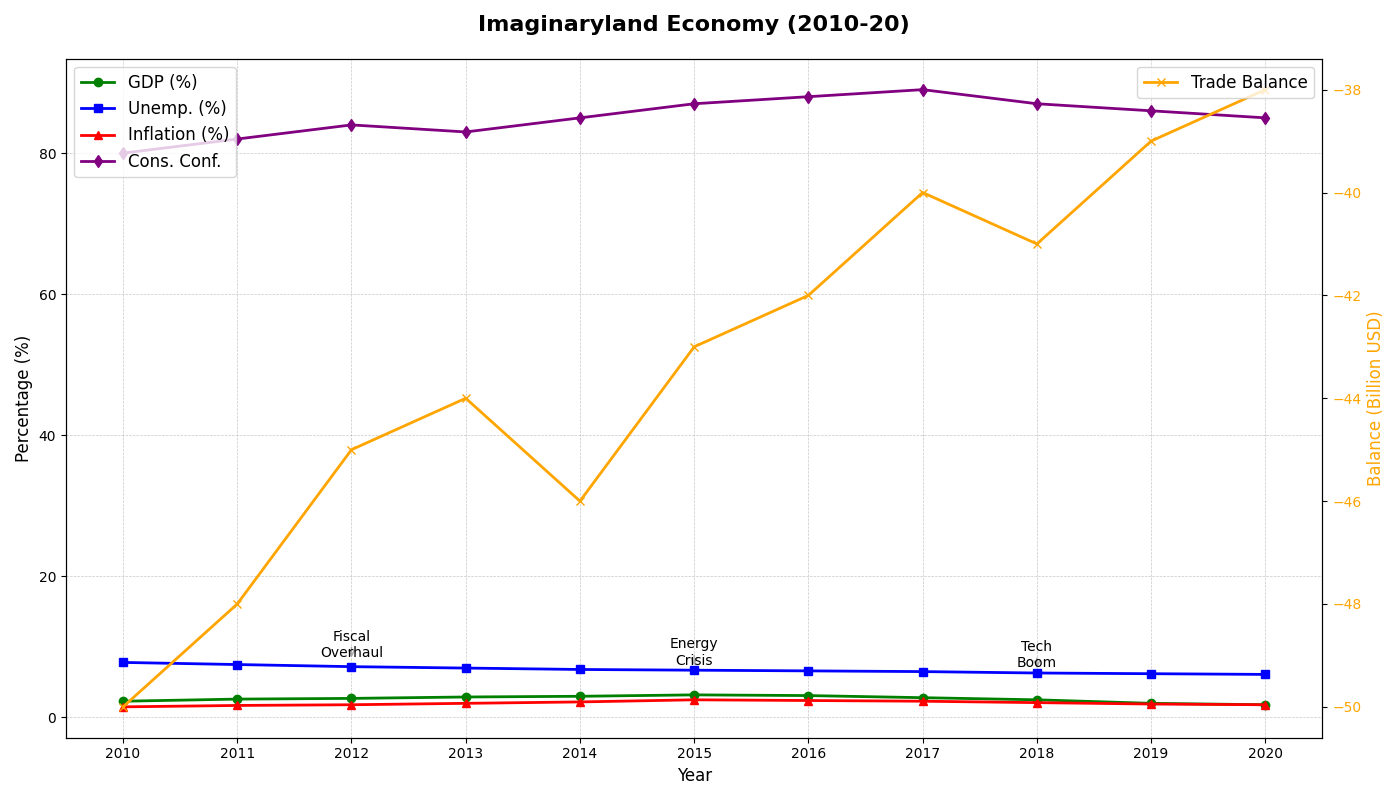 Imaginaryland Economy (2010-20)
GDP (%)
Unemp. (%)
Inflation (%)
Cons. Conf.
Trade Balance
Percentage (%)
80
60
40
20
0
Fiscal
Overhaul
Energy
Crisis
Tech
Boom
−38
−40
−42
−44
−46
−48
−50
Balance (Billion USD)
2010 2011 2012 2013 2014 2015 2016 2017 2018 2019 2020
Year